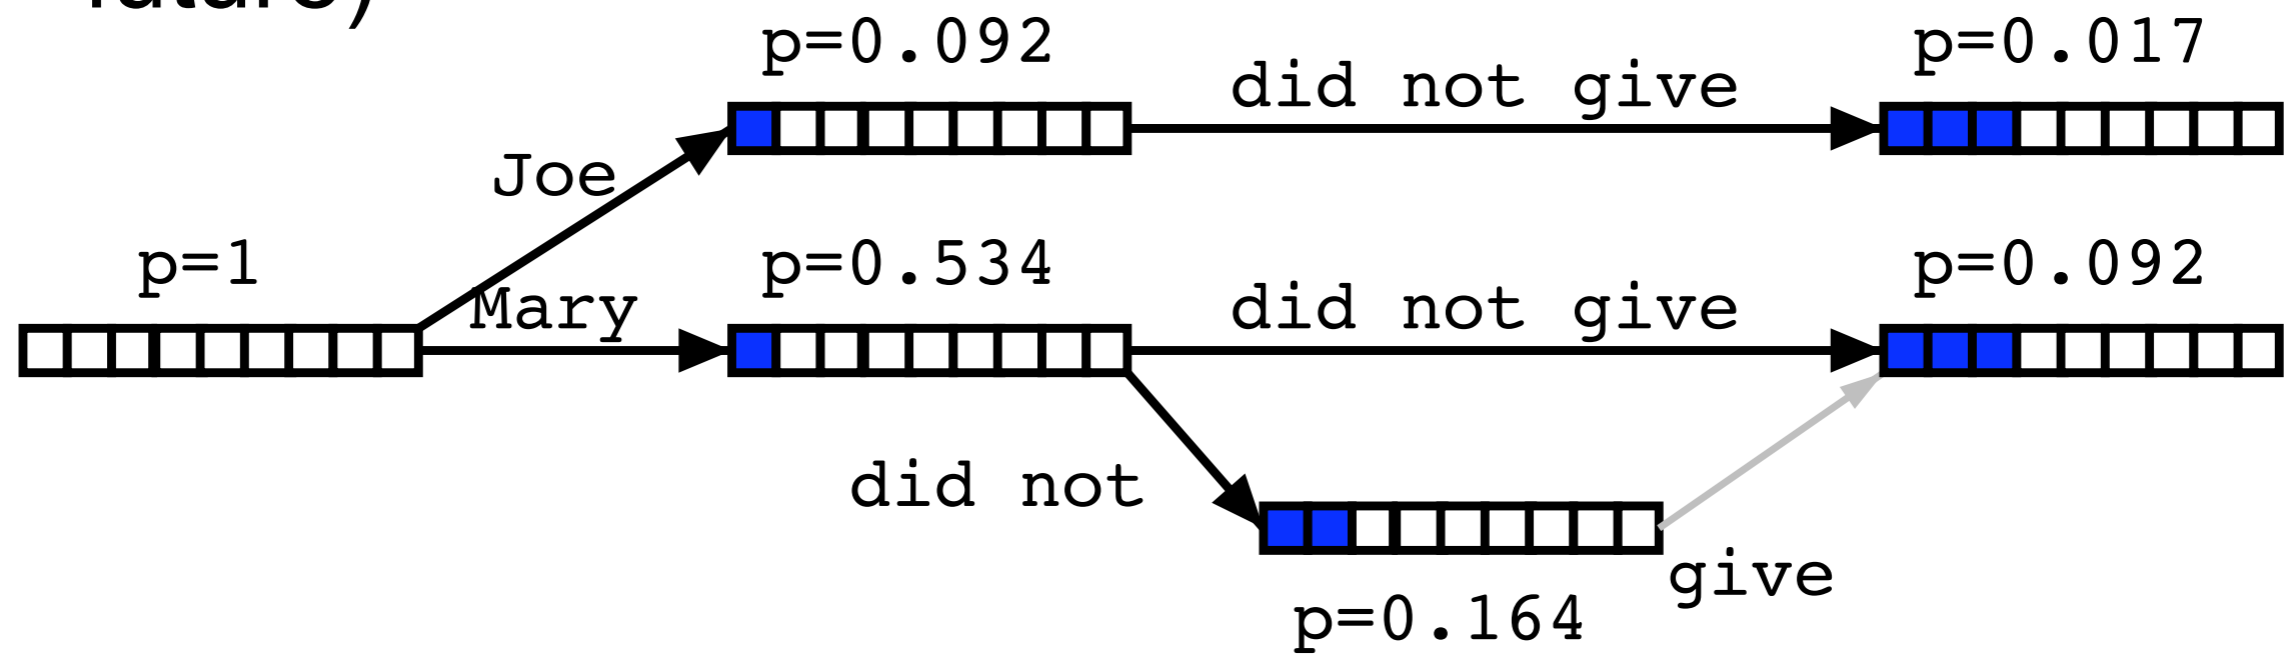 future)
p=0.092
p=0.017
did not give
Joe
p=1
p=0.534
p=0.092
Mary
did not give
did not
give
p=0.164